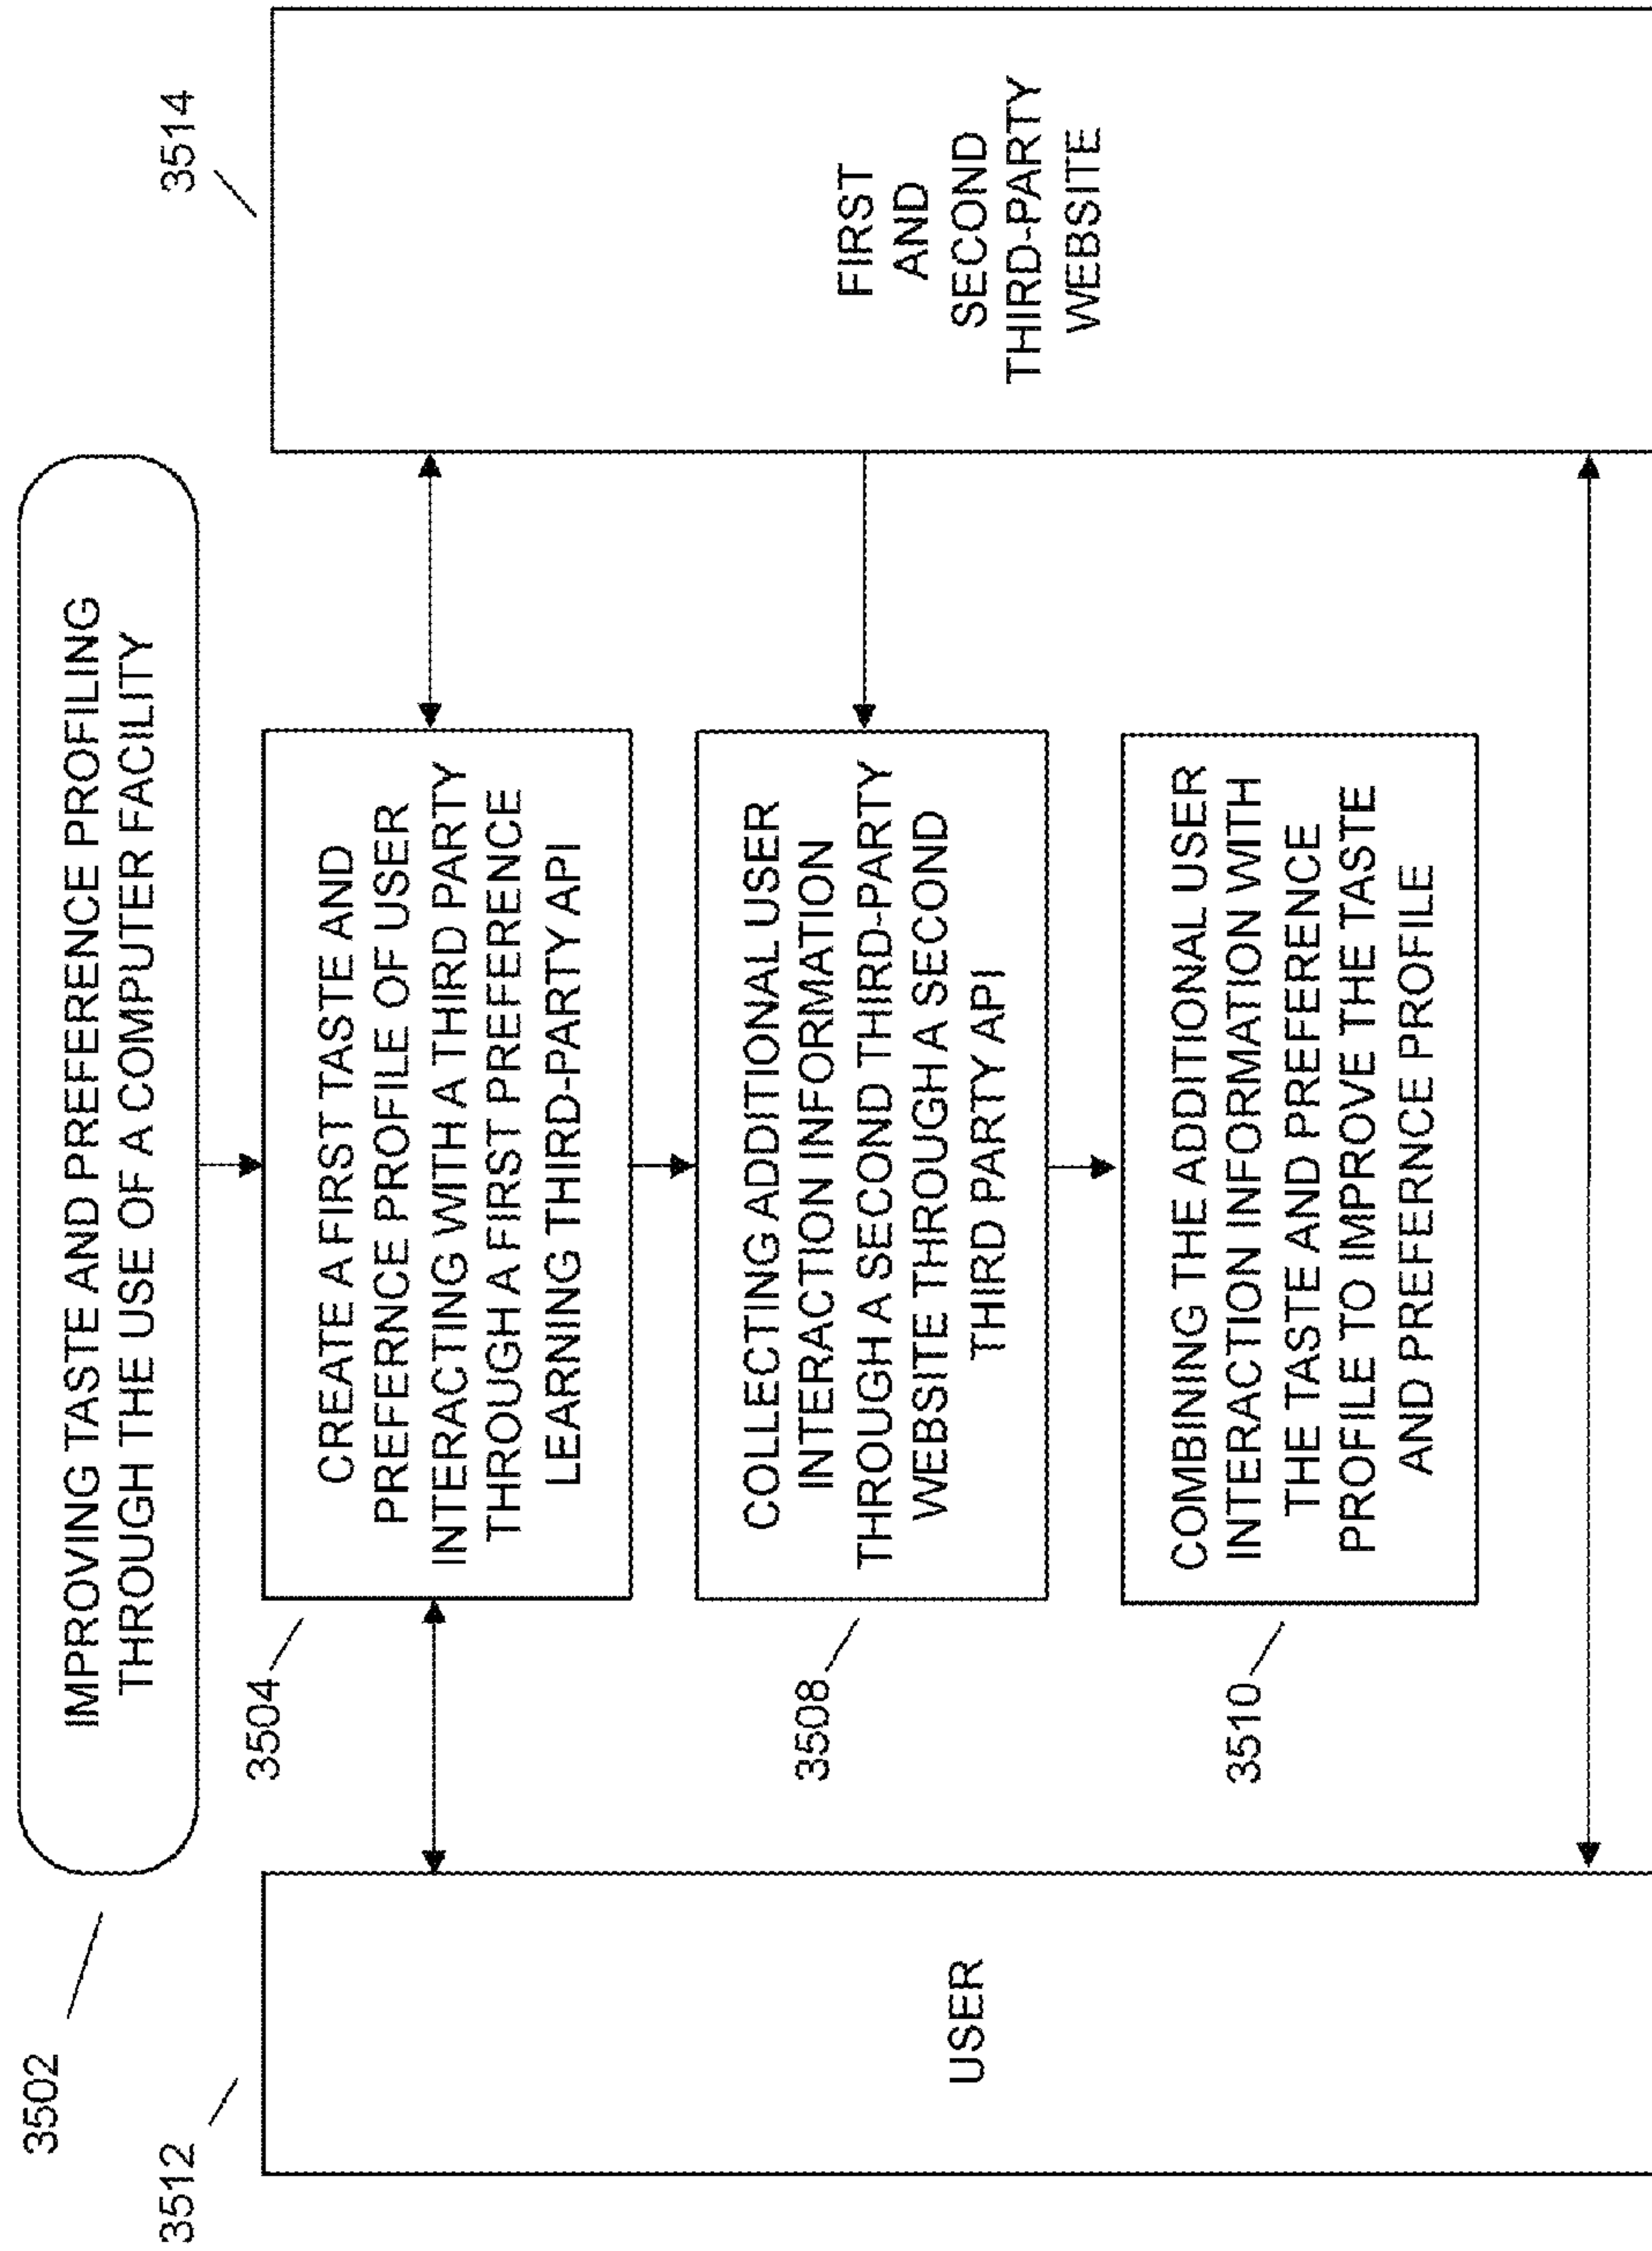 3502
IMPROVING TASTE AND PREFERENCE PROFILING
THROUGH THE USE OF A COMPUTER FACILITY
3512
USER
3504
CREATE A FIRST TASTE AND
PREFERNCE PROFILE OF USER
INTERACTING WITH A THIRD PARTY
THROUGH A FIRST PREFERENCE
LEARNING THIRD-PARTY API
3508
COLLECTING ADDITIONAL USER
INTERACTION INFORMATION
THROUGH A SECOND THIRD-PARTY
WEBSITE THROUGH A SECOND
THIRD PARTY API
3510
COMBINING THE ADDITIONAL USER
INTERACTION INFORMATION WITH
THE TASTE AND PREFERENCE
PROFILE TO IMPROVE THE TASTE
AND PREFERENCE PROFILE
3514
FIRST
AND
SECOND
THIRD-PARTY
WEBSITE